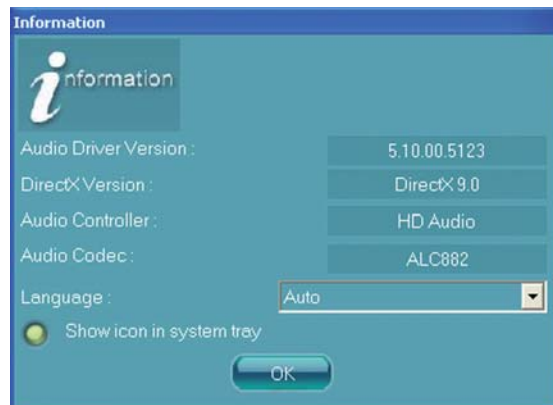 Information
information
Audio Driver Version : 5.10.00.5123
DirectX Version : DirectX 9.0
Audio Controller : HD Audio
Audio Codec : ALC882
Language : Auto
Show icon in system tray
OK